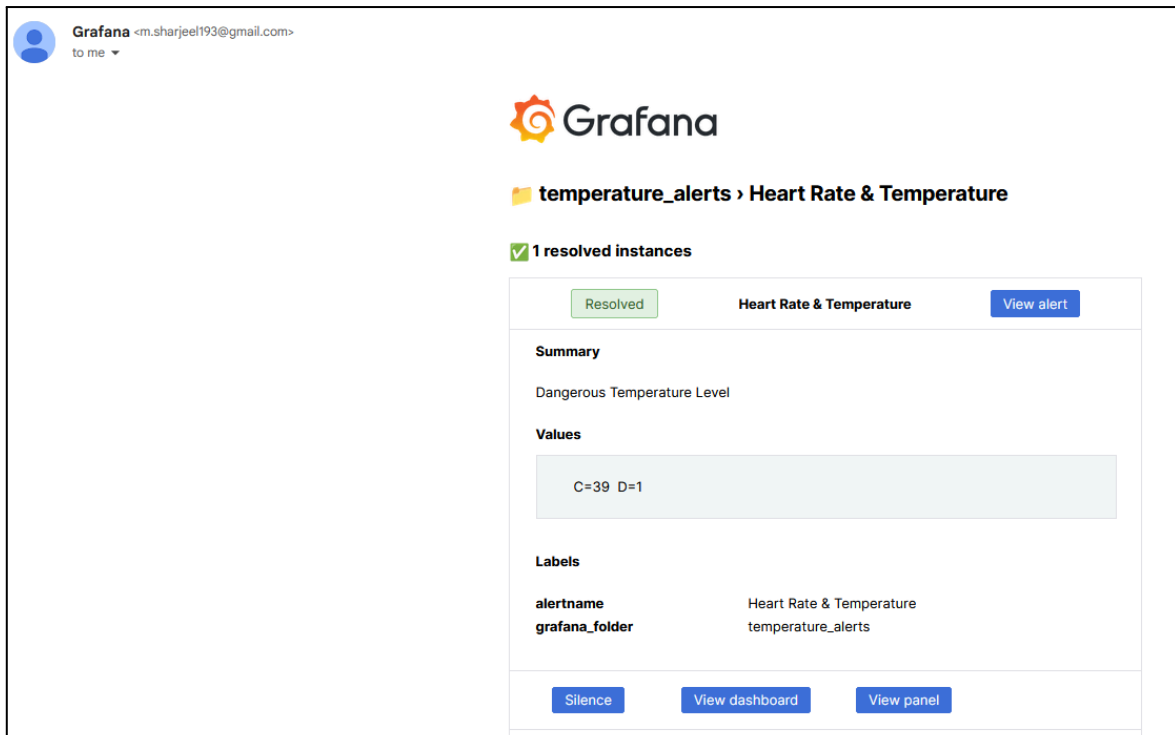 Grafana <m.sharjeel193@gmail.com>
to me
Grafana
temperature_alerts › Heart Rate & Temperature
1 resolved instances
Resolved Heart Rate & Temperature View alert
Summary
Dangerous Temperature Level
Values
C=39 D=1
Labels
alertname Heart Rate & Temperature
grafana_folder temperature_alerts
Silence View dashboard View panel